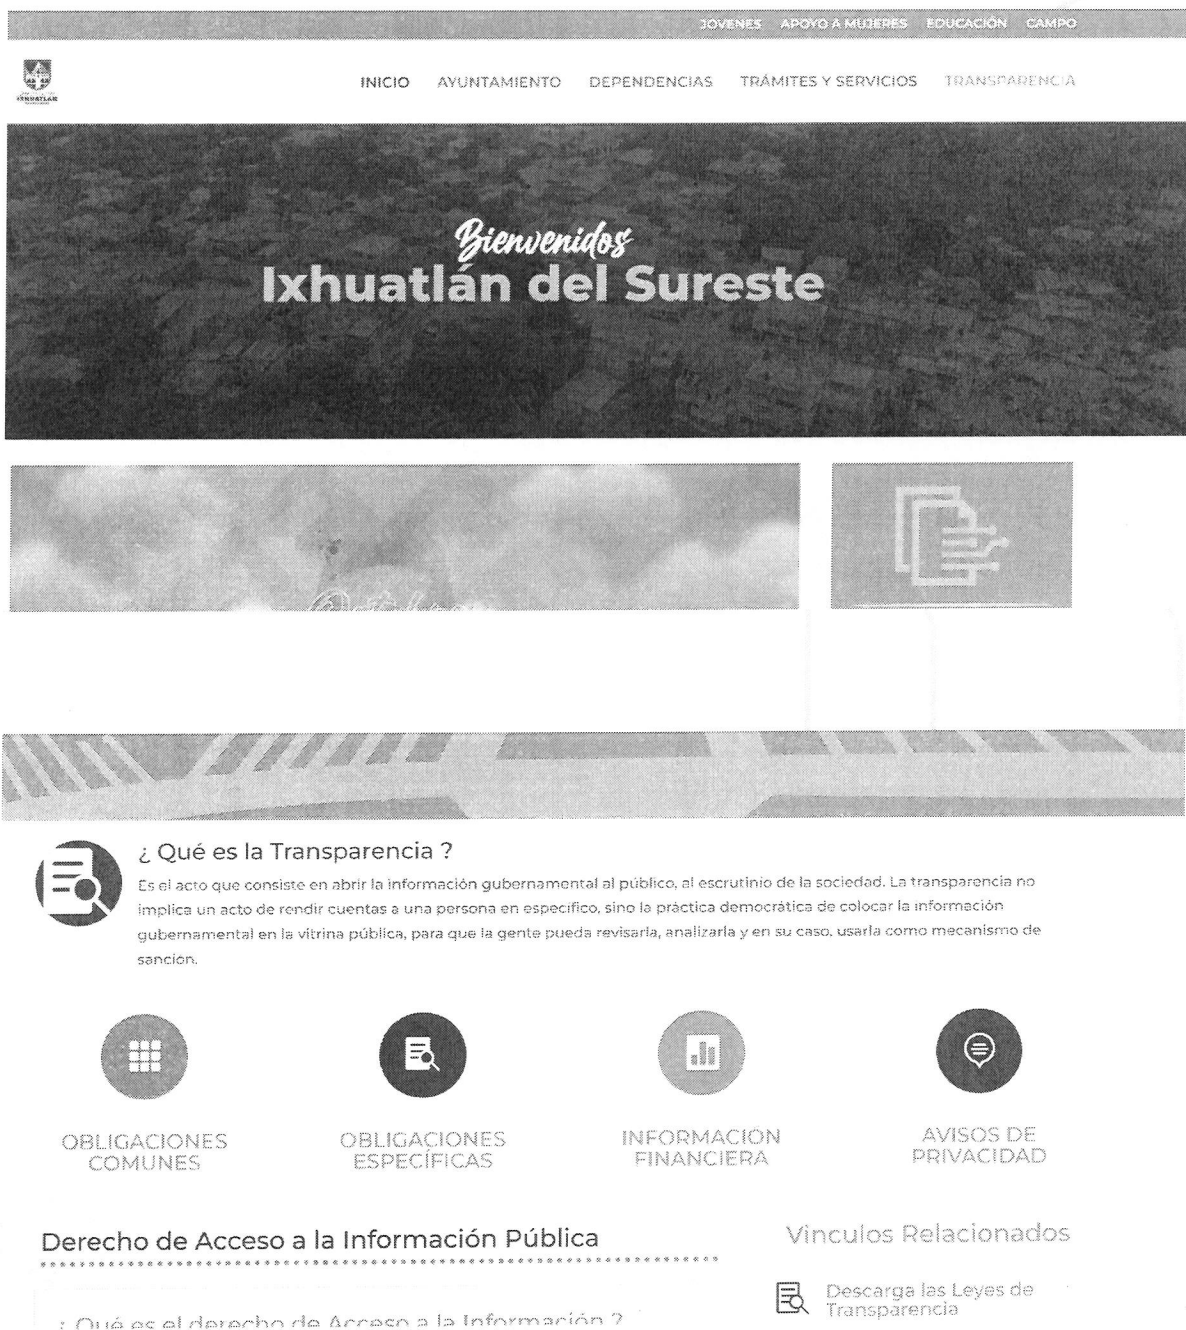 JOVENES APOYO A MUJERES EDUCACIÓN CAMPO
IXHUATLAN
INICIO AYUNTAMIENTO DEPENDENCIAS TRÁMITES Y SERVICIOS TRANSPARENCIA
Bienvenidos
Ixhuatlán del Sureste
¿ Qué es la Transparencia ?
Es el acto que consiste en abrir la información gubernamental al público, al escrutinio de la sociedad. La transparencia no
implica un acto de rendir cuentas a una persona en específico, sino la práctica democrática de colocar la información
gubernamental en la vitrina pública, para que la gente pueda revisarla, analizarla y en su caso, usarla como mecanismo de
sanción.
OBLIGACIONES
COMUNES
OBLIGACIONES
ESPECÍFICAS
INFORMACIÓN
FINANCIERA
AVISOS DE
PRIVACIDAD
Derecho de Acceso a la Información Pública
¿ Qué es el derecho de Acceso a la Información ?
Vinculos Relacionados
Descarga las Leyes de
Transparencia